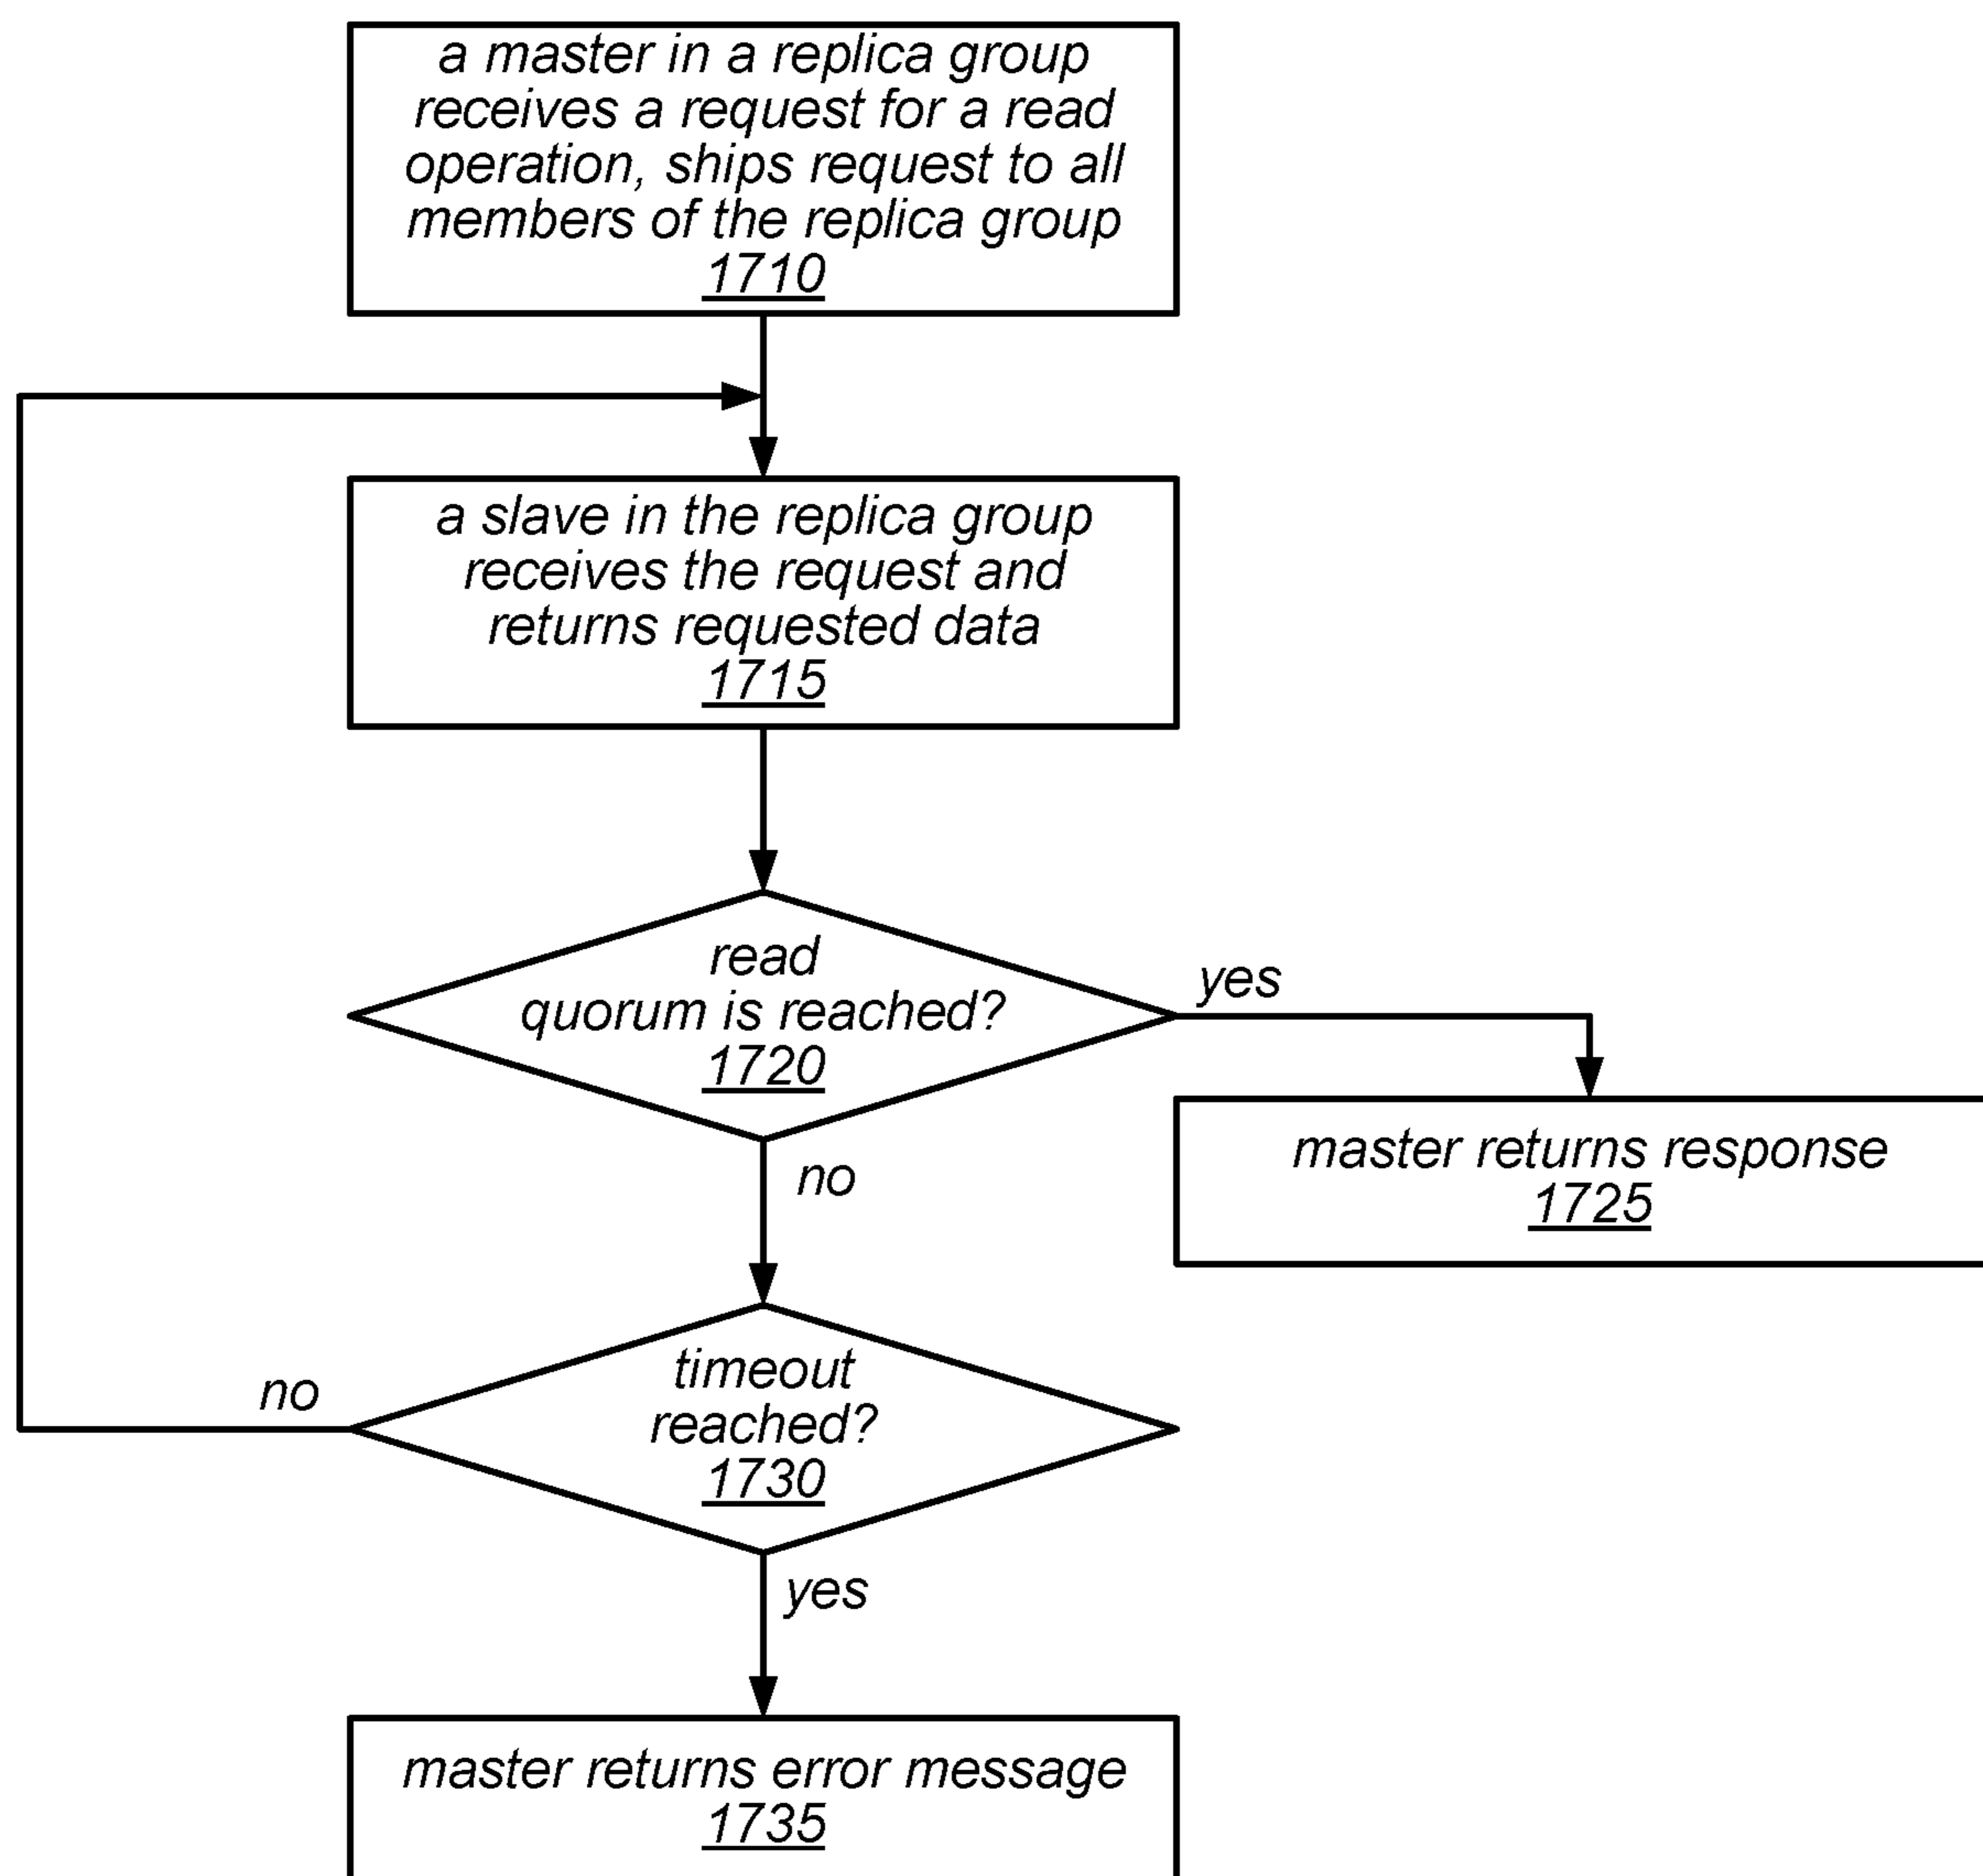 a master in a replica group
receives a request for a read
operation, ships request to all
members of the replica group
1710
a slave in the replica group
receives the request and
returns requested data
1715
read
quorum is reached?
1720
yes
master returns response
1725
no
timeout
reached?
1730
no
yes
master returns error message
1735